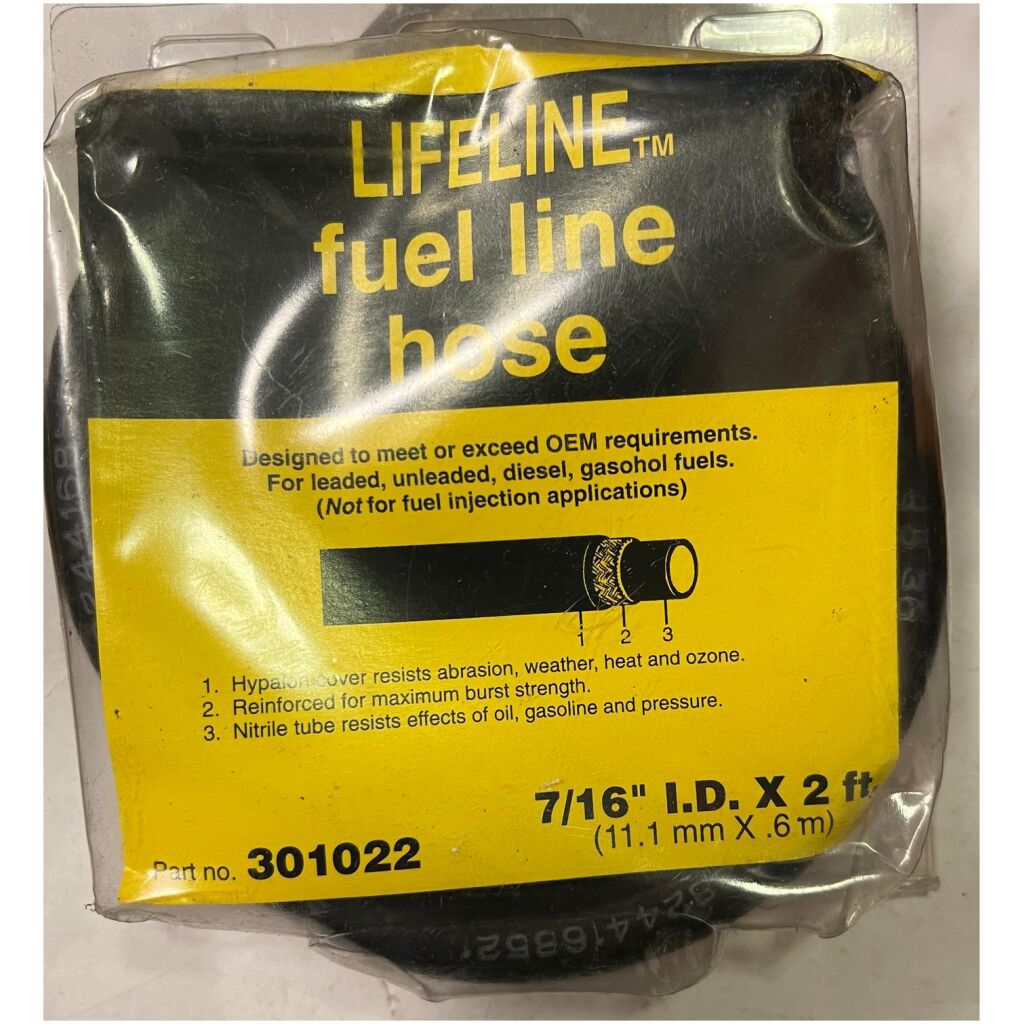 LIFELINE™
fuel line
hose
Designed to meet or exceed OEM requirements.
For leaded, unleaded, diesel, gasohol fuels.
(Not for fuel injection applications)
1 2 3
1. Hypalon cover resists abrasion, weather, heat and ozone.
2. Reinforced for maximum burst strength.
3. Nitrile tube resists effects of oil, gasoline and pressure.
7/16" I.D. X 2 ft.
(11.1 mm X .6 m)
Part no. 301022